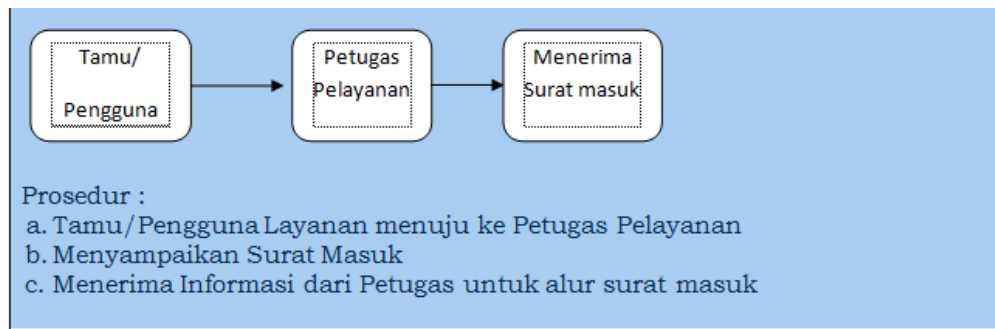 Tamu/
Pengguna
Petugas
Pelayanan
Menerima
Surat masuk
Prosedur :
a. Tamu/Pengguna Layanan menuju ke Petugas Pelayanan
b. Menyampaikan Surat Masuk
c. Menerima Informasi dari Petugas untuk alur surat masuk